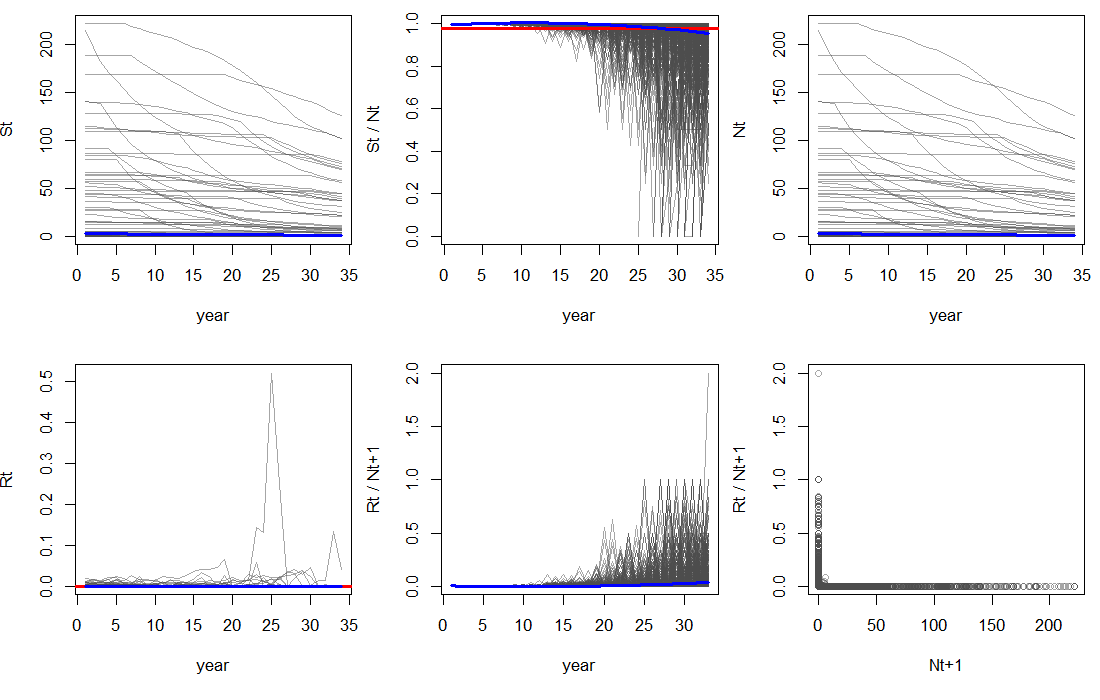 St
0 50 100 150 200
0 5 10 15 20 25 30 35
year
St / Nt
0.0 0.2 0.4 0.6 0.8 1.0
0 5 10 15 20 25 30 35
year
Nt
0 50 100 150 200
0 5 10 15 20 25 30 35
year
Rt
0.0 0.1 0.2 0.3 0.4 0.5
0 5 10 15 20 25 30 35
year
Rt / Nt+1
0.0 0.5 1.0 1.5 2.0
0 5 10 15 20 25 30
year
Rt / Nt+1
0.0 0.5 1.0 1.5 2.0
0 50 100 150 200
Nt+1